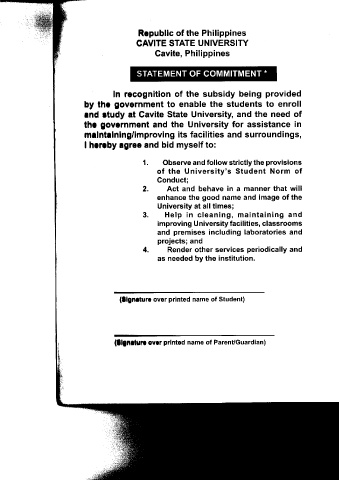 Republic of the Philippines
CAVITE STATE UNIVERSITY
Cavite, Philippines
STATEMENT OF COMMITMENT *
In recognition of the subsidy being provided
by the government to enable the students to enroll
and study at Cavite State University, and the need of
the government and the University for assistance in
maintaining/improving its facilities and surroundings,
I hereby agree and bid myself to:
1. Observe and follow strictly the provisions
of the University's Student Norm of
Conduct;
2. Act and behave in a manner that will
enhance the good name and image of the
University at all times;
3. Help in cleaning, maintaining and
improving University facilities, classrooms
and premises including laboratories and
projects; and
4. Render other services periodically and
as needed by the institution.
(Signature over printed name of Student)
(Signature over printed name of Parent/Guardian)